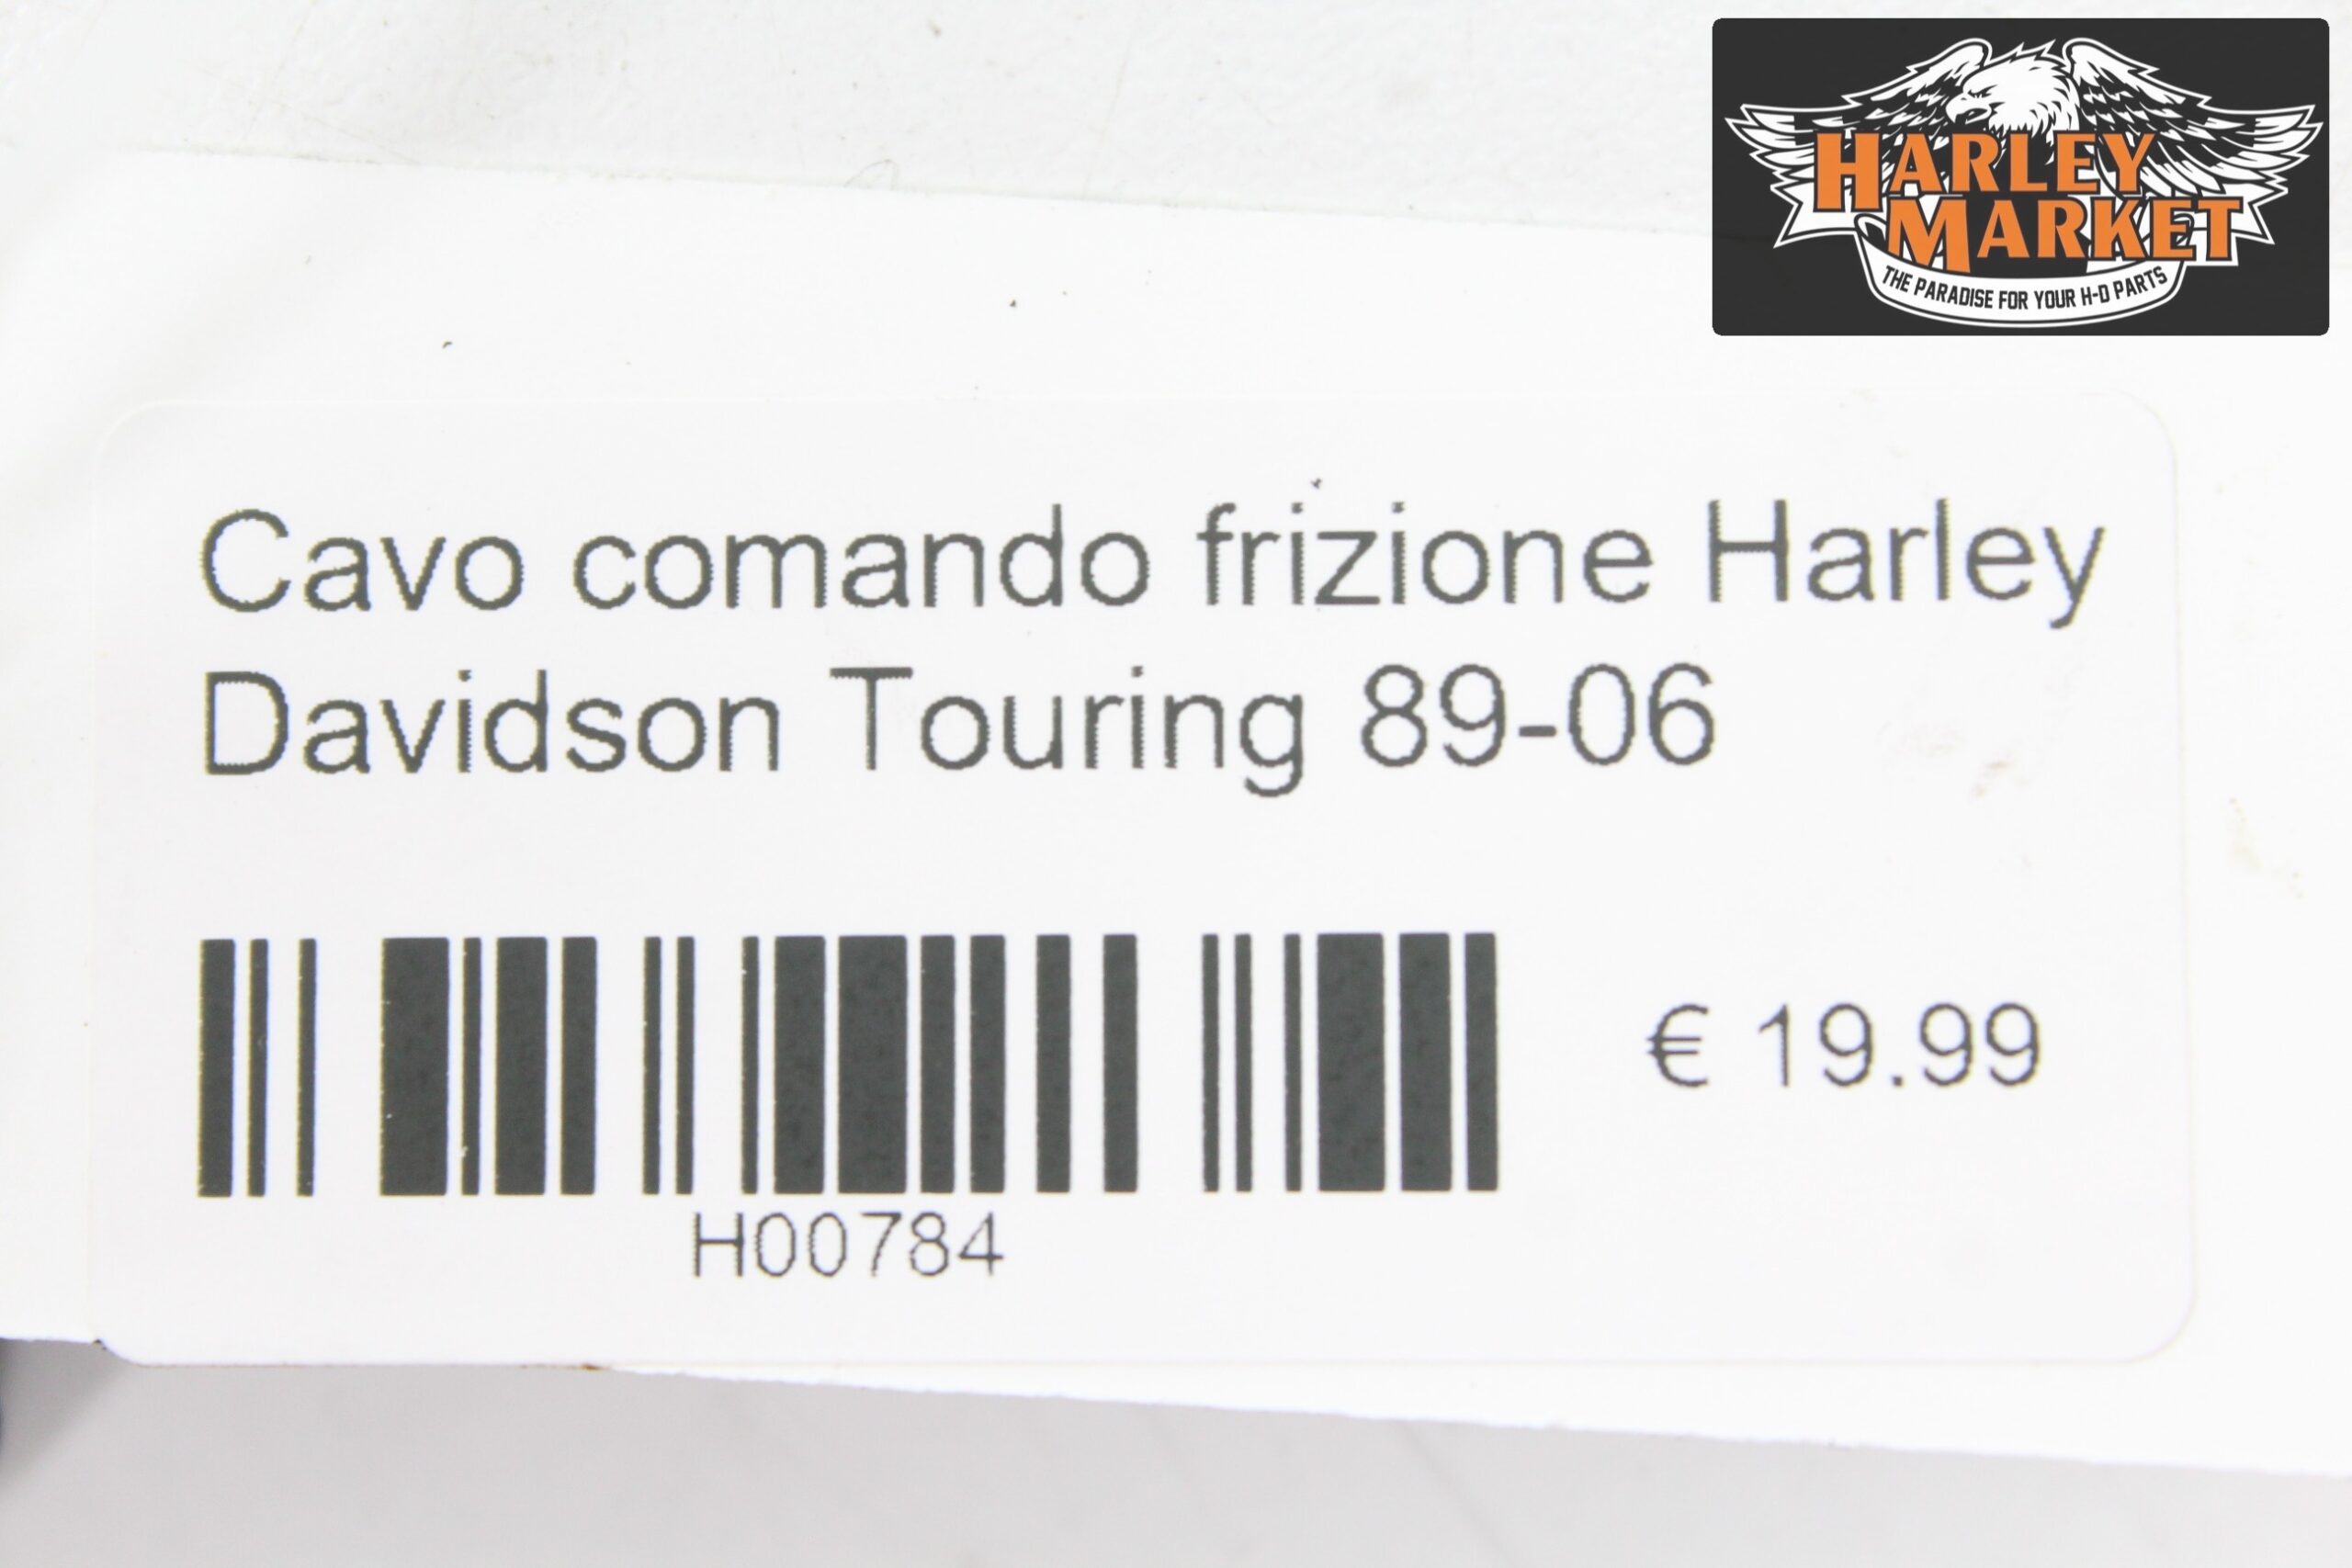 HARLEY
MARKET
THE PARADISE FOR YOUR H-D PARTS
Cavo comando frizione Harley
Davidson Touring 89-06
€ 19.99
H00784